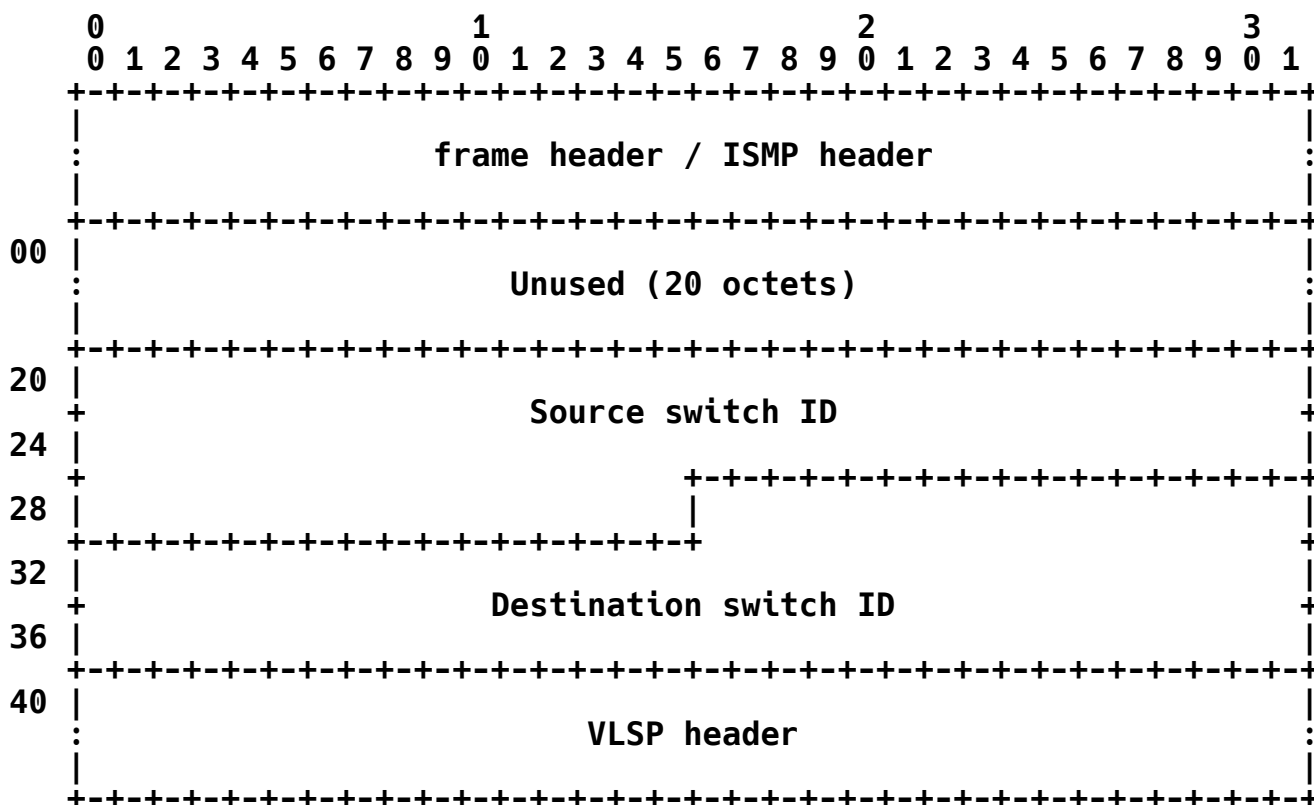 0                   1                   2                   3
      0 1 2 3 4 5 6 7 8 9 0 1 2 3 4 5 6 7 8 9 0 1 2 3 4 5 6 7 8 9 0 1
     +-+-+-+-+-+-+-+-+-+-+-+-+-+-+-+-+-+-+-+-+-+-+-+-+-+-+-+-+-+-+-+-+
     |                                                               |
     :                  frame header / ISMP header                   :
     |                                                               |
     +-+-+-+-+-+-+-+-+-+-+-+-+-+-+-+-+-+-+-+-+-+-+-+-+-+-+-+-+-+-+-+-+
  00 |                                                               |
     :                      Unused (20 octets)                       :
     |                                                               |
     +-+-+-+-+-+-+-+-+-+-+-+-+-+-+-+-+-+-+-+-+-+-+-+-+-+-+-+-+-+-+-+-+
  20 |                                                               |
     +                       Source switch ID                        +
  24 |                                                               |
     +                               +-+-+-+-+-+-+-+-+-+-+-+-+-+-+-+-+
  28 |                               |                               |
     +-+-+-+-+-+-+-+-+-+-+-+-+-+-+-+-+                               +
  32 |                                                               |
     +                     Destination switch ID                     +
  36 |                                                               |
     +-+-+-+-+-+-+-+-+-+-+-+-+-+-+-+-+-+-+-+-+-+-+-+-+-+-+-+-+-+-+-+-+
  40 |                                                               |
     :                          VLSP header                          :
     |                                                               |
     +-+-+-+-+-+-+-+-+-+-+-+-+-+-+-+-+-+-+-+-+-+-+-+-+-+-+-+-+-+-+-+-+